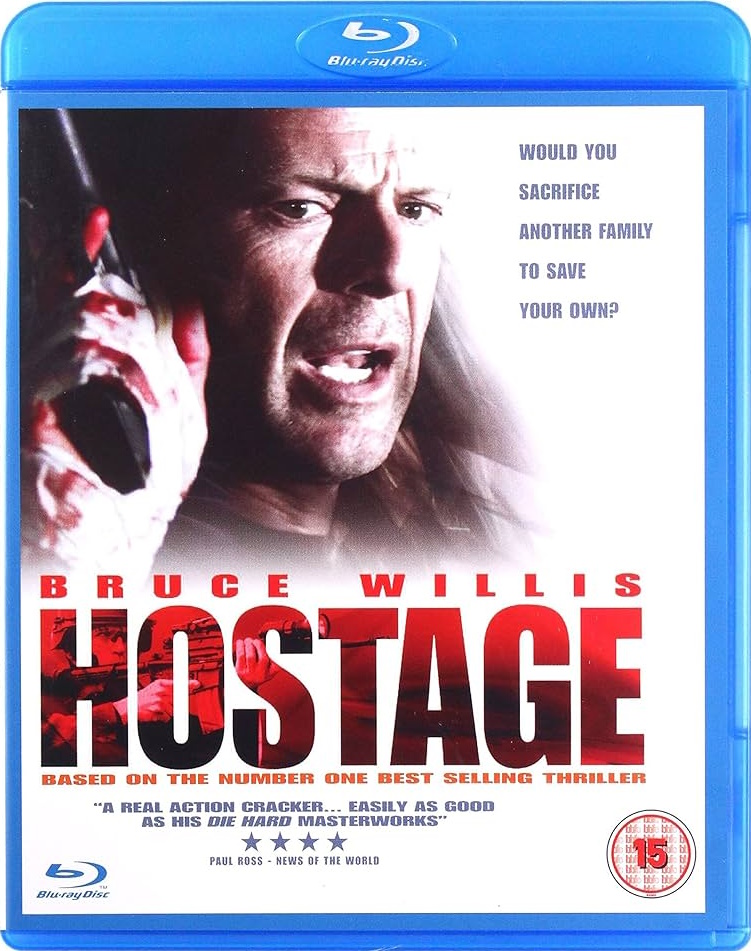 Blu-ray Disc
WOULD YOU
SACRIFICE
ANOTHER FAMILY
TO SAVE
YOUR OWN?
BRUCE WILLIS
HOSTAGE
BASED ON THE NUMBER ONE BEST SELLING THRILLER
"A REAL ACTION CRACKER... EASILY AS GOOD
AS HIS DIE HARD MASTERWORKS"
★★★★
PAUL ROSS - NEWS OF THE WORLD
Blu-ray Disc™
15